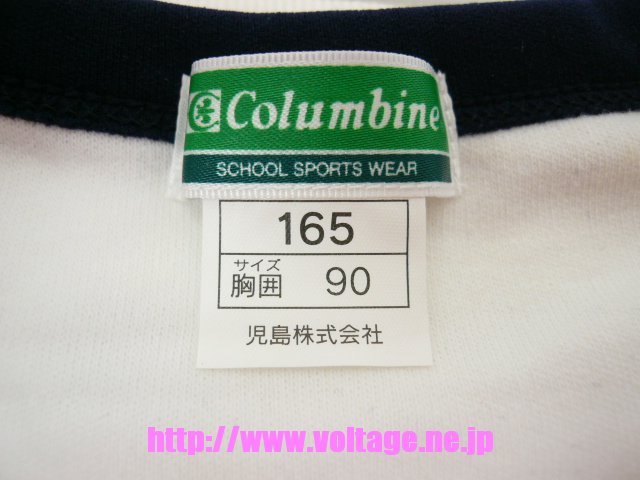 Columbine
SCHOOL SPORTS WEAR
165
サイズ
胸囲 90
児島株式会社
http://www.voltage.ne.jp